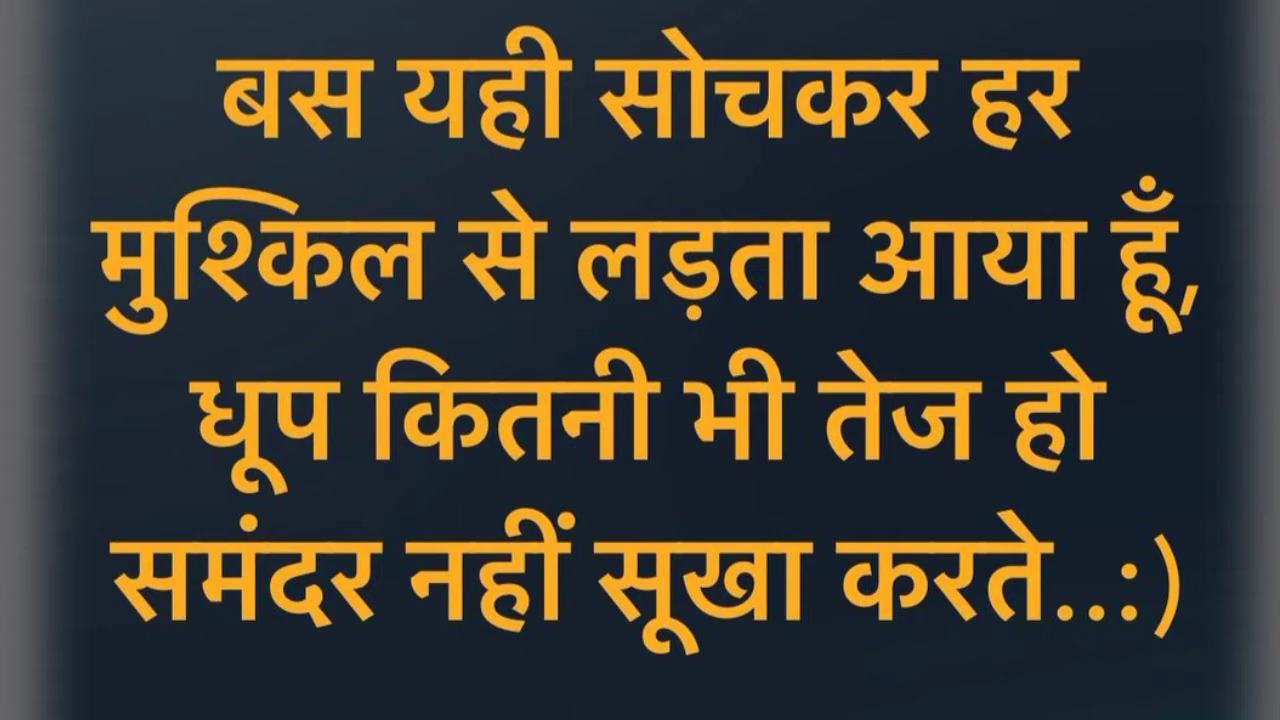 बस यही सोचकर हर
मुश्किल से लड़ता आया हूँ,
धूप कितनी भी तेज हो
समंदर नहीं सूखा करते..:)